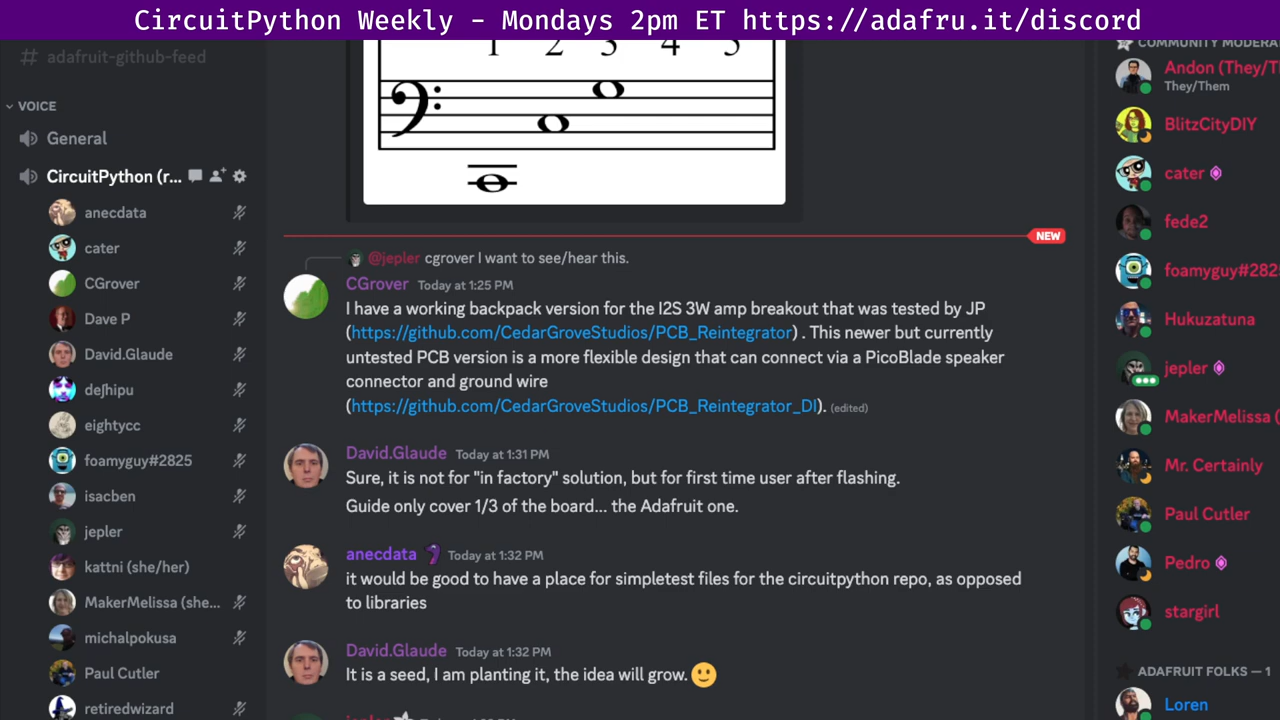 CircuitPython Weekly - Mondays 2pm ET https://adafru.it/discord
# adafruit-github-feed
VOICE
General
CircuitPython (r...
anecdata
cater
CGrover
Dave P
David.Glaude
deʃhipu
eightycc
foamyguy#2825
isacben
jepler
kattni (she/her)
MakerMelissa (she...
michalpokusa
Paul Cutler
retiredwizard
1 2 3 4 5
NEW
@jepler cgrover I want to see/hear this.
CGrover Today at 1:25 PM
I have a working backpack version for the I2S 3W amp breakout that was tested by JP
(https://github.com/CedarGroveStudios/PCB_Reintegrator) . This newer but currently
untested PCB version is a more flexible design that can connect via a PicoBlade speaker
connector and ground wire
(https://github.com/CedarGroveStudios/PCB_Reintegrator_DI). (edited)
David.Glaude Today at 1:31 PM
Sure, it is not for "in factory" solution, but for first time user after flashing.
Guide only cover 1/3 of the board... the Adafruit one.
anecdata Today at 1:32 PM
it would be good to have a place for simpletest files for the circuitpython repo, as opposed
to libraries
David.Glaude Today at 1:32 PM
It is a seed, I am planting it, the idea will grow. 🙂
COMMUNITY MODERA
Andon (They/T
They/Them
BlitzCityDIY
cater
fede2
foamyguy#282
Hukuzatuna
jepler
MakerMelissa (
Mr. Certainly
Paul Cutler
Pedro
stargirl
ADAFRUIT FOLKS — 1
Loren